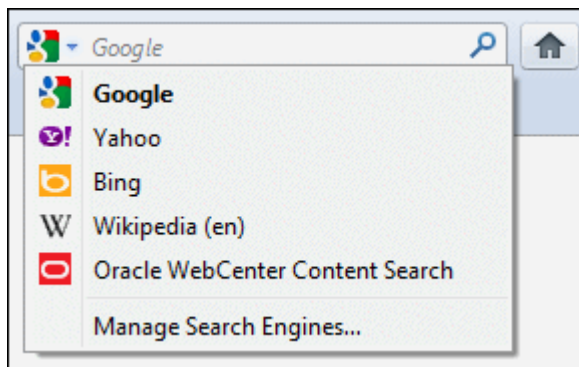 Google
Google
Yahoo
Bing
Wikipedia (en)
Oracle WebCenter Content Search
Manage Search Engines...